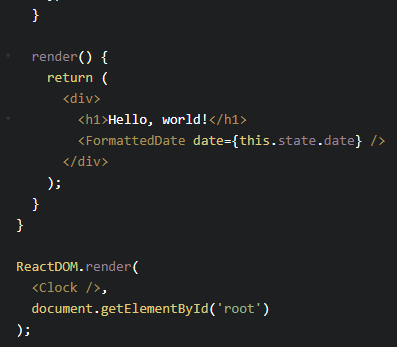 }
render() {
return (
<div>
<h1>Hello, world!</h1>
<FormattedDate date={this.state.date} />
</div>
);
}
}
ReactDOM.render(
<Clock />,
document.getElementById('root')
);